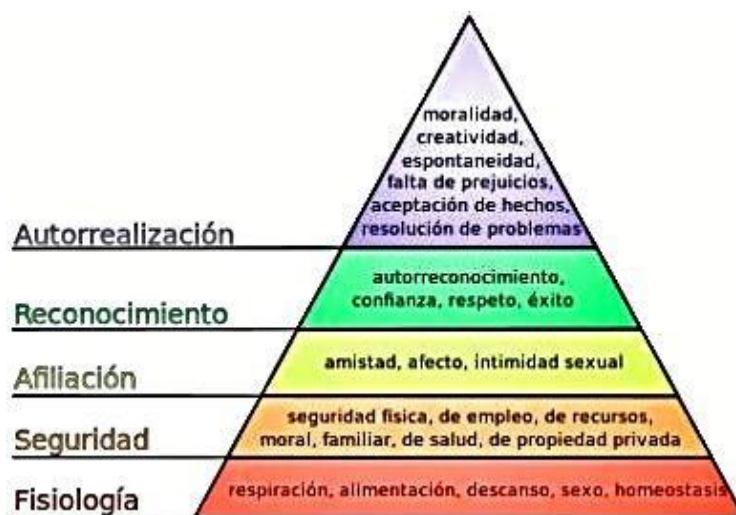 moralidad,
creatividad,
espontaneidad,
falta de prejuicios,
aceptación de hechos,
resolución de problemas
Autorrealización
autorreconocimiento,
confianza, respeto, éxito
Reconocimiento
amistad, afecto, intimidad sexual
Afiliación
seguridad física, de empleo, de recursos,
moral, familiar, de salud, de propiedad privada
Seguridad
respiración, alimentación, descanso, sexo, homeostasis
Fisiología